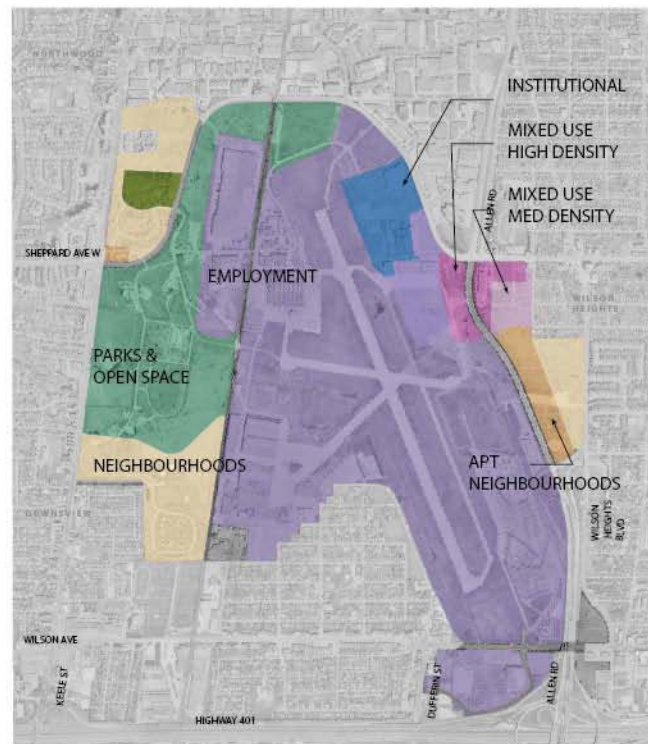 NORTHWOOD
INSTITUTIONAL
MIXED USE
HIGH DENSITY
MIXED USE
MED DENSITY
ALLEN RD
SHEPPARD AVE W
EMPLOYMENT
WILSON
HEIGHTS
PARKS &
OPEN SPACE
NEIGHBOURHOODS
APT
NEIGHBOURHOODS
DOWNSVIEW
WILSON
HEIGHTS
BLVD
WILSON AVE
KEELE ST
DUFFERIN ST
ALLEN RD
HIGHWAY 401